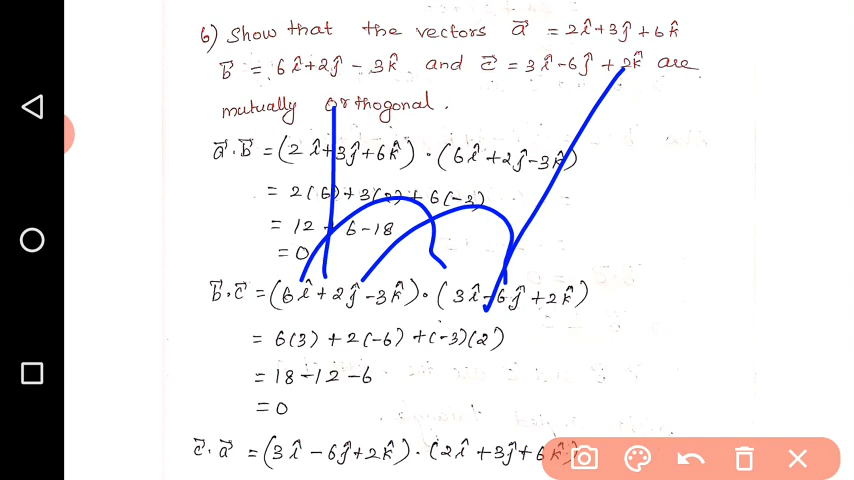 6) Show that the vectors a⃗ = 2î+3ĵ+6k̂
b⃗ = 6î+2ĵ-3k̂ and c⃗ = 3î-6ĵ+2k̂ are
mutually orthogonal.
a⃗.b⃗ = (2î+3ĵ+6k̂)·(6î+2ĵ-3k̂)
= 2(6)+3(2)+6(-3)
= 12+6-18
= 0
b⃗.c⃗ = (6î+2ĵ-3k̂)·(3î-6ĵ+2k̂)
= 6(3)+2(-6)+(-3)(2)
= 18-12-6
= 0
c⃗.a⃗ = (3î-6ĵ+2k̂)·(2î+3ĵ+6k̂)